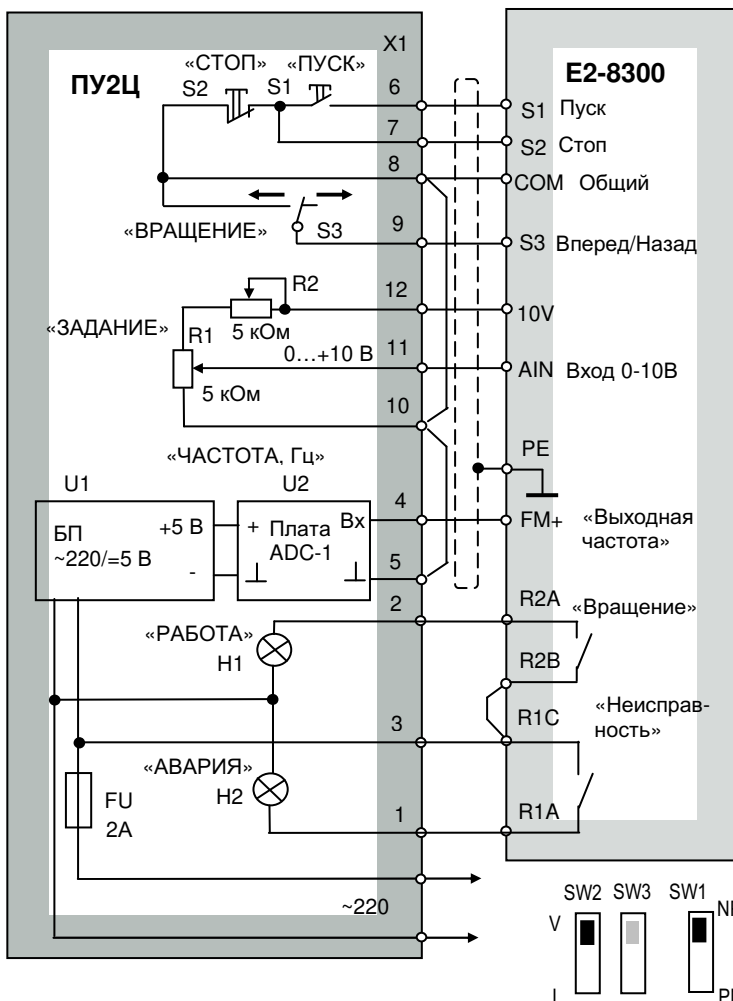 X1
ПУ2Ц
«СТОП» «ПУСК»
S2 S1
6
7
8
9
«ВРАЩЕНИЕ»
S3
12
R2
5 кОм
«ЗАДАНИЕ»
R1
0…+10 В
11
5 кОм
10
«ЧАСТОТА, Гц»
U1
U2
БП
~220/=5 В
+5 В
-
+ Плата
ADC-1
Вх
4
5
2
«РАБОТА»
H1
3
«АВАРИЯ»
H2
1
FU
2А
~220
E2-8300
S1 Пуск
S2 Стоп
COM Общий
S3 Вперед/Назад
10V
AIN Вход 0-10В
PE
FM+ «Выходная
частота»
R2A
«Вращение»
R2B
R1C
«Неисправ-
ность»
R1A
SW2 SW3 SW1
V
I